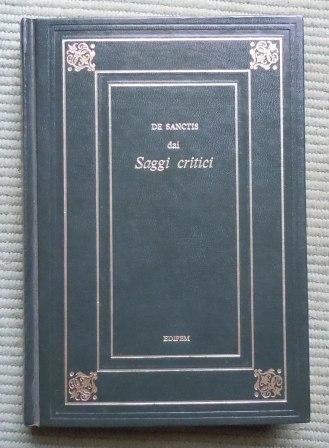 DE SANCTIS
dai
Saggi critici
EDIPEM